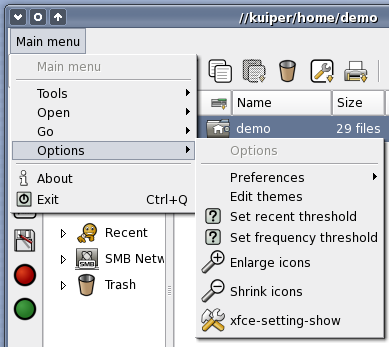 //kuiper/home/demo
Main menu
Main menu
Tools
Open
Go
Options
About
Exit Ctrl+Q
Name Size
demo 29 files
Options
Preferences
Edit themes
Set recent threshold
Set frequency threshold
Enlarge icons
Shrink icons
xfce-setting-show
Recent
SMB Netw
SMB
Trash